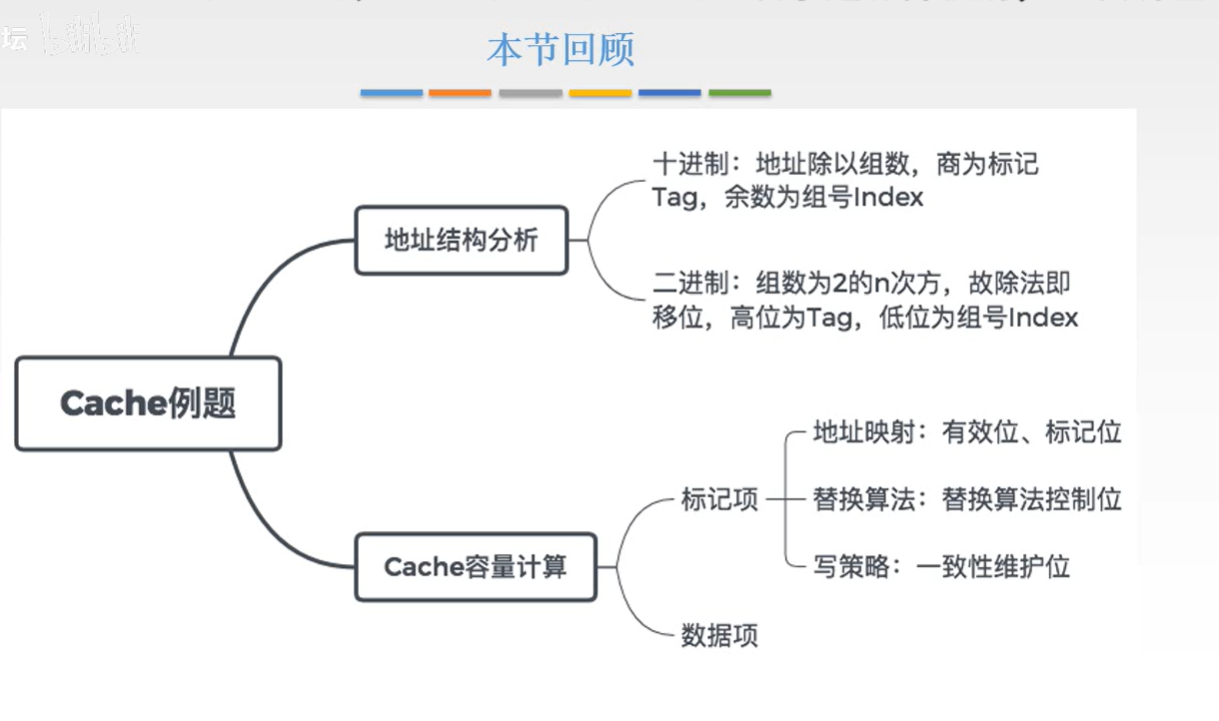 坛 bilibili
本节回顾
十进制：地址除以组数，商为标记
Tag，余数为组号Index
地址结构分析
二进制：组数为2的n次方，故除法即
移位，高位为Tag，低位为组号Index
Cache例题
地址映射：有效位、标记位
标记项
替换算法：替换算法控制位
Cache容量计算
写策略：一致性维护位
数据项